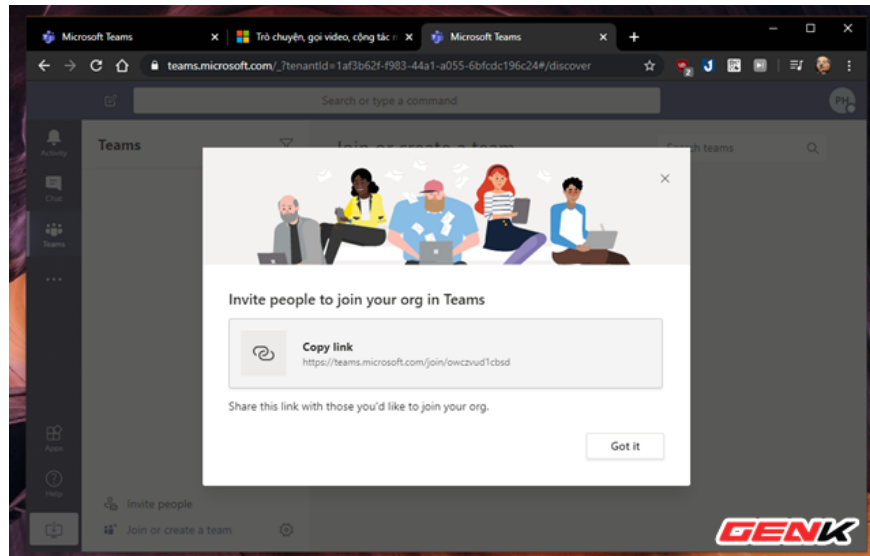 Microsoft Teams
Trò chuyện, gọi video, cộng tác n
Microsoft Teams
teams.microsoft.com/_?tenantId=1af3b62f-f983-44a1-a055-6bfcdc196c24#/discover
2
Search or type a command
PH
Activity
Chat
Teams
Apps
Help
Teams
Join or create a team
Search teams
Invite people to join your org in Teams
Copy link
https://teams.microsoft.com/join/owczvud1cbsd
Share this link with those you'd like to join your org.
Got it
Invite people
Join or create a team
GENK